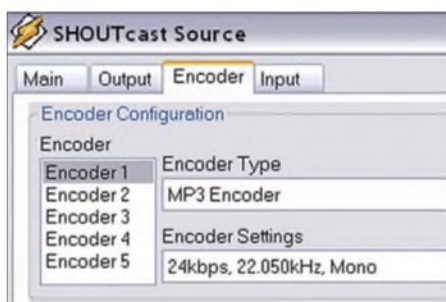 SHOUTcast Source
Main Output Encoder Input
Encoder Configuration
Encoder
Encoder 1
Encoder 2
Encoder 3
Encoder 4
Encoder 5
Encoder Type
MP3 Encoder
Encoder Settings
24kbps, 22.050kHz, Mono